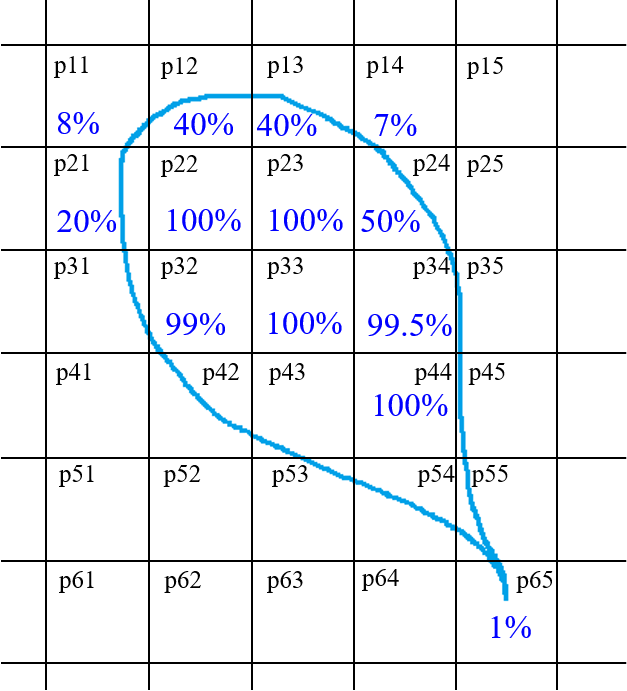 p11 p12 p13 p14 p15
8% 40% 40% 7%
p21 p22 p23 p24 p25
20% 100% 100% 50%
p31 p32 p33 p34 p35
99% 100% 99.5%
p41 p42 p43 p44 p45
100%
p51 p52 p53 p54 p55
p61 p62 p63 p64 p65
1%